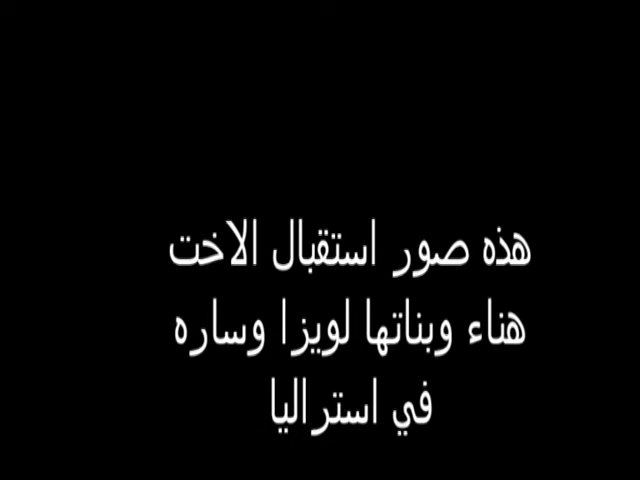 هذه صور استقبال الاخت
هناء وبناتها لويزا وساره
في استراليا